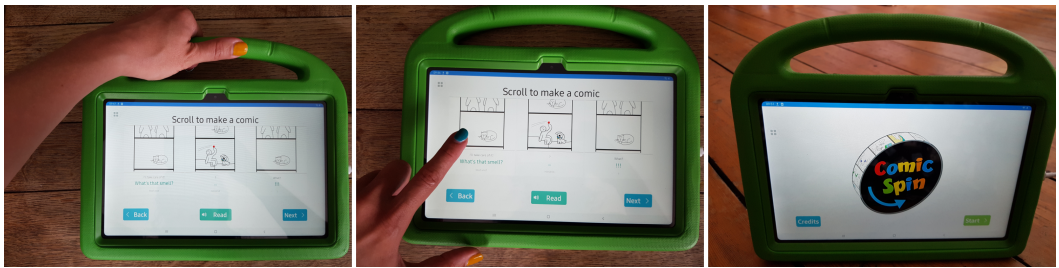 Scroll to make a comic
What's that smell?
!!!
Back
Read
Next
Scroll to make a comic
What's that smell?
!!!
Back
Read
Next
Comic
Spin
Credits
Start